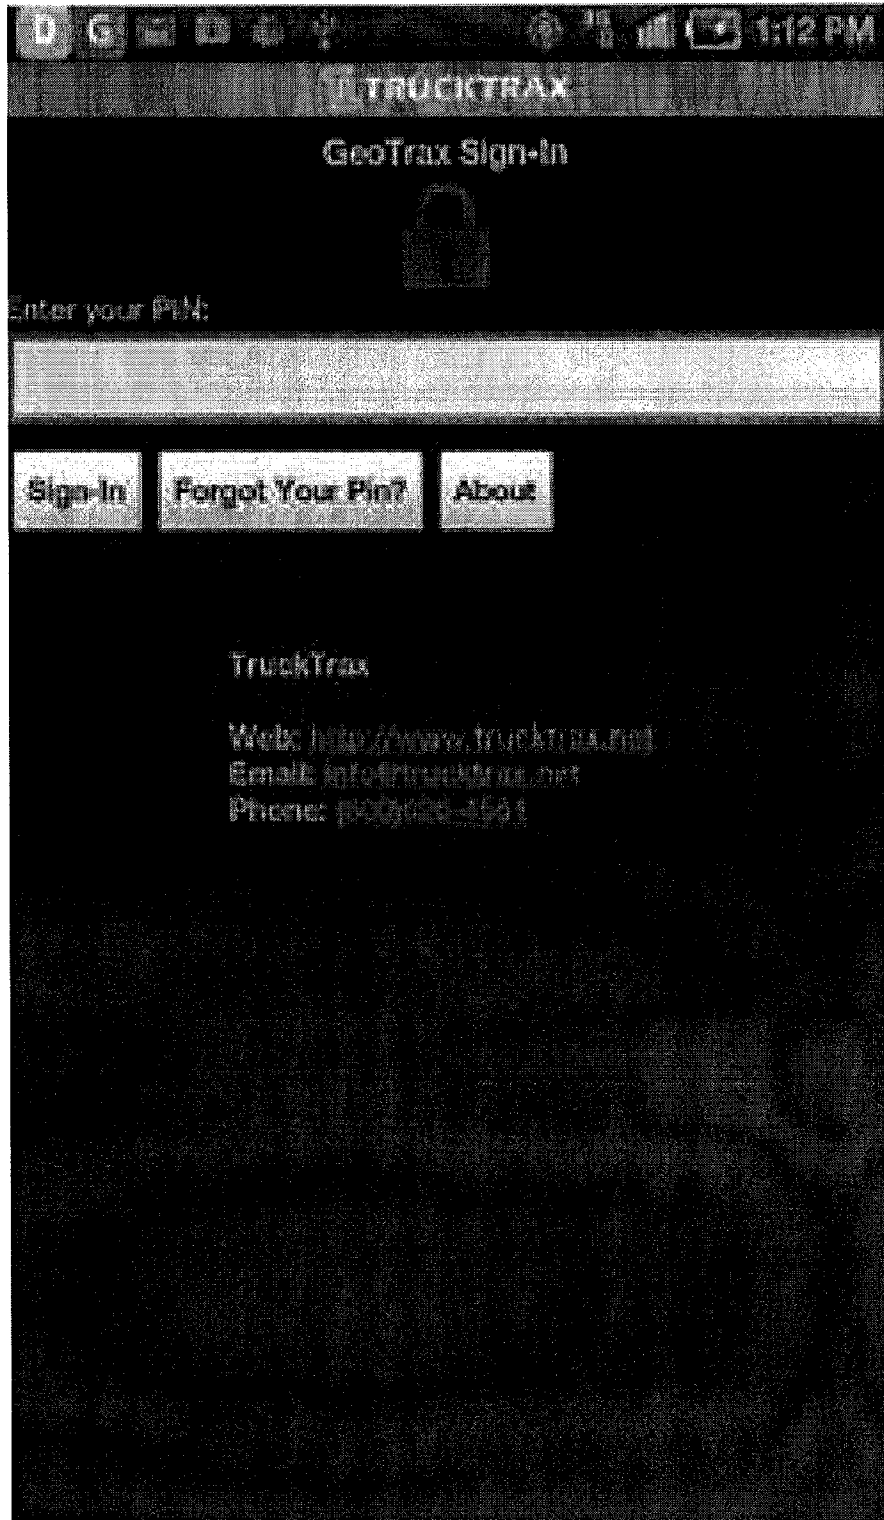 D G 3G 1:12 PM
TRUCKTRAX
GeoTrax Sign-In
Enter your PIN:
Sign-In Forgot Your Pin? About
TruckTrax
Web: http://www.trucktrax.net
Email: info@trucktrax.net
Phone: